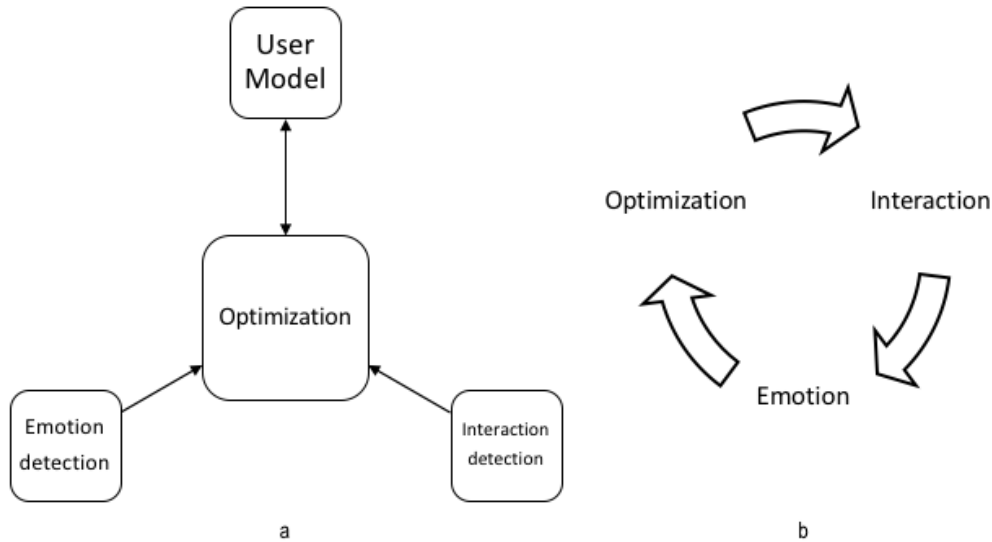 User
Model
Optimization
Emotion
detection
Interaction
detection
a
Optimization
Interaction
Emotion
b